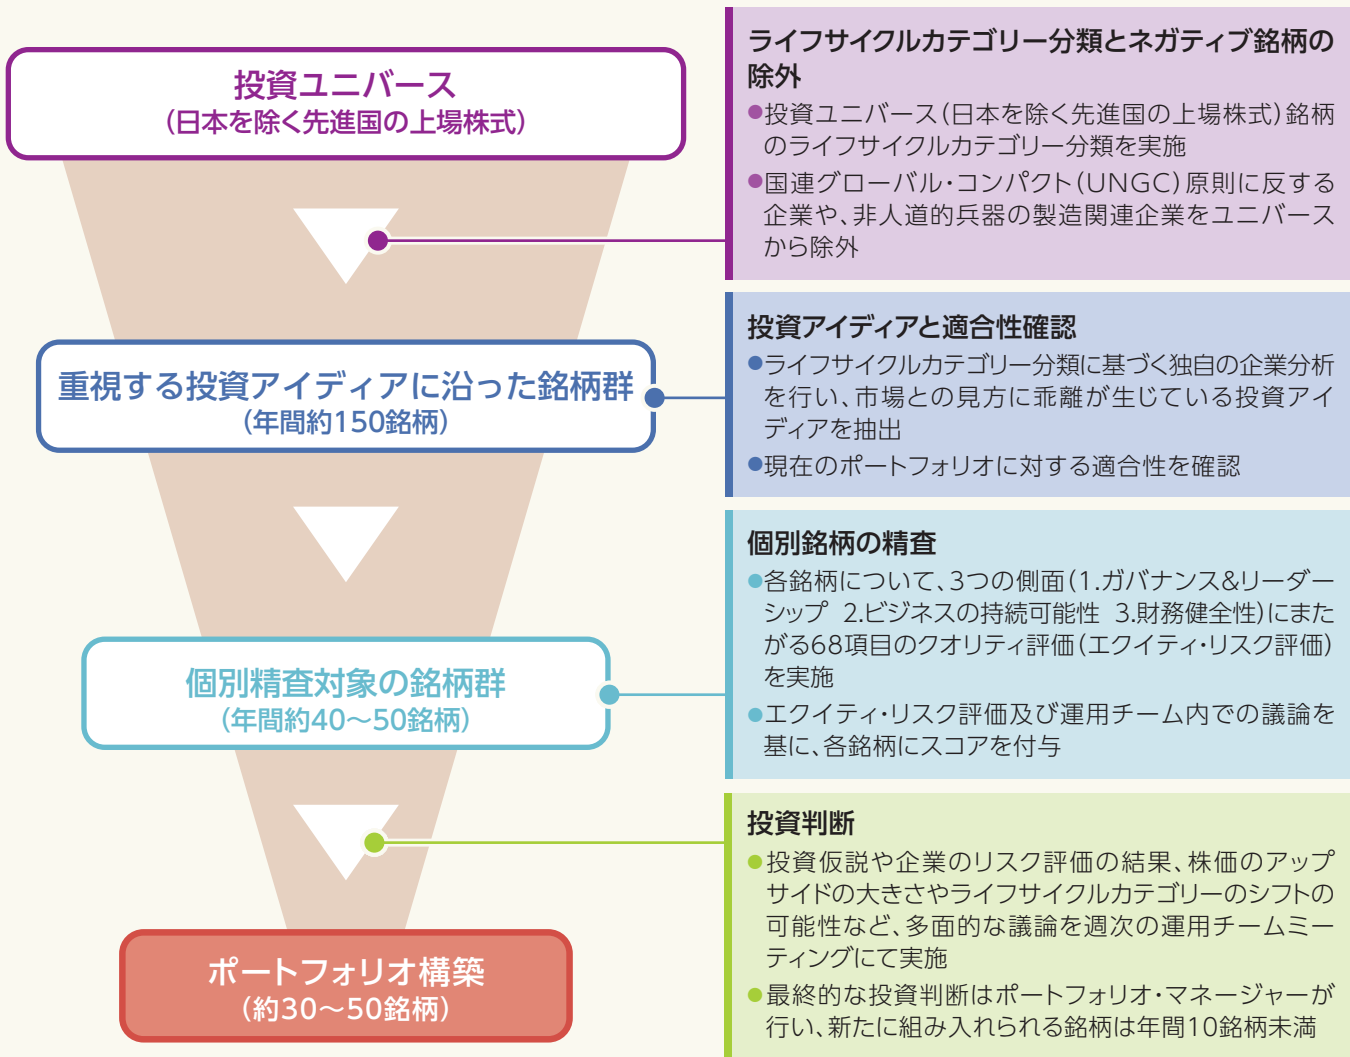 投資ユニバース
(日本を除く先進国の上場株式)
ライフサイクルカテゴリー分類とネガティブ銘柄の
除外
●投資ユニバース(日本を除く先進国の上場株式)銘柄
のライフサイクルカテゴリー分類を実施
●国連グローバル・コンパクト(UNGC)原則に反する
企業や、非人道的兵器の製造関連企業をユニバース
から除外
重視する投資アイディアに沿った銘柄群
(年間約150銘柄)
投資アイディアと適合性確認
●ライフサイクルカテゴリー分類に基づく独自の企業分析
を行い、市場との見方に乖離が生じている投資アイ
ディアを抽出
●現在のポートフォリオに対する適合性を確認
個別精査対象の銘柄群
(年間約40～50銘柄)
個別銘柄の精査
●各銘柄について、3つの側面(1.ガバナンス&リーダー
シップ 2.ビジネスの持続可能性 3.財務健全性)にまた
がる68項目のクオリティ評価(エクイティ・リスク評価)
を実施
●エクイティ・リスク評価及び運用チーム内での議論を
基に、各銘柄にスコアを付与
ポートフォリオ構築
(約30～50銘柄)
投資判断
●投資仮説や企業のリスク評価の結果、株価のアップ
サイドの大きさやライフサイクルカテゴリーのシフトの
可能性など、多面的な議論を週次の運用チームミー
ティングにて実施
●最終的な投資判断はポートフォリオ・マネージャーが
行い、新たに組み入れられる銘柄は年間10銘柄未満